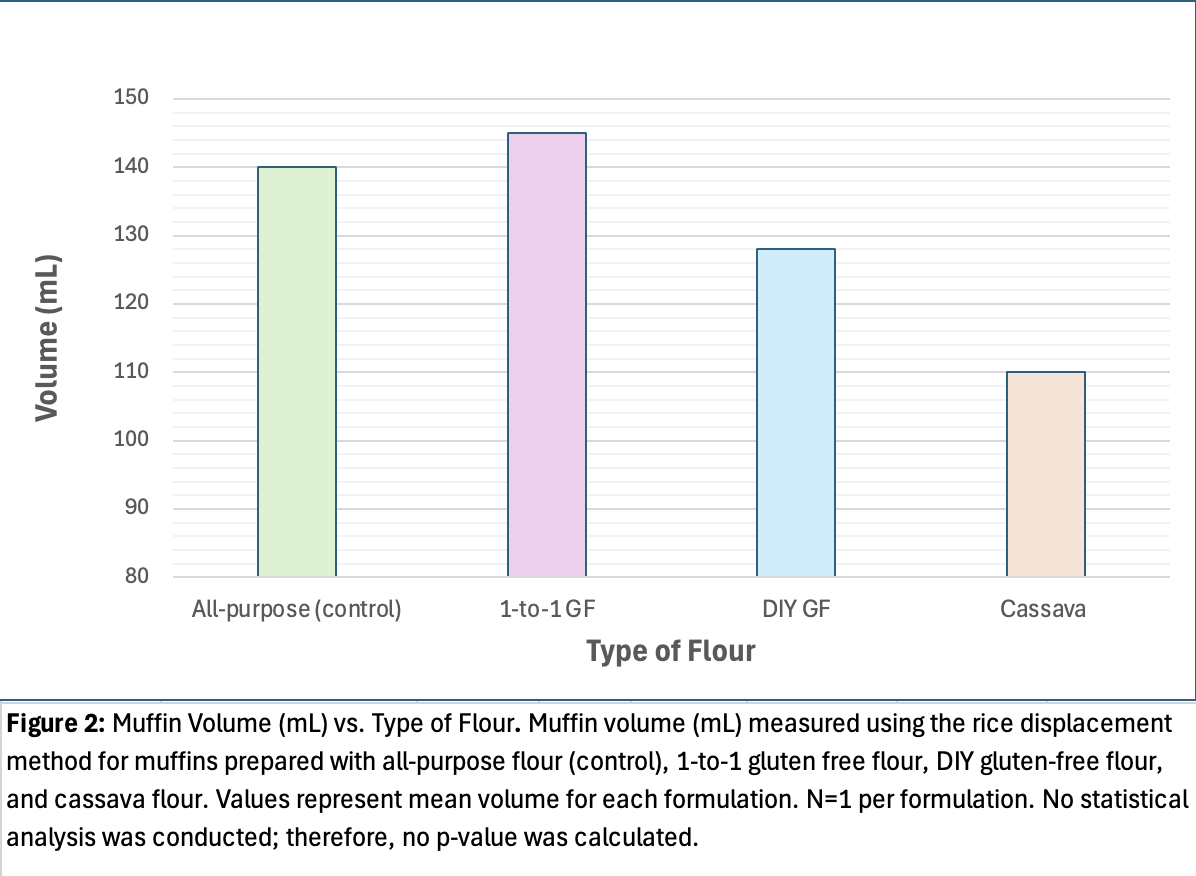 150
140
130
120
110
100
90
80
Volume (mL)
All-purpose (control) 1-to-1 GF DIY GF Cassava
Type of Flour
Figure 2: Muffin Volume (mL) vs. Type of Flour. Muffin volume (mL) measured using the rice displacement
method for muffins prepared with all-purpose flour (control), 1-to-1 gluten free flour, DIY gluten-free flour,
and cassava flour. Values represent mean volume for each formulation. N=1 per formulation. No statistical
analysis was conducted; therefore, no p-value was calculated.